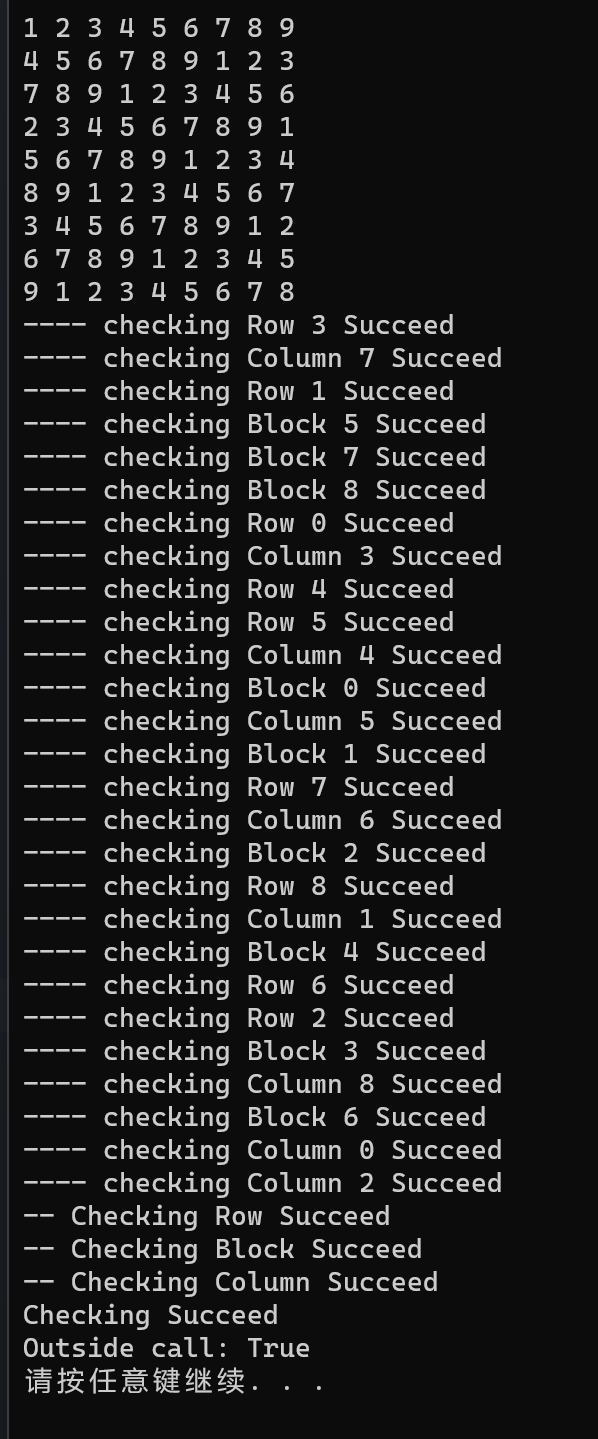 1 2 3 4 5 6 7 8 9
4 5 6 7 8 9 1 2 3
7 8 9 1 2 3 4 5 6
2 3 4 5 6 7 8 9 1
5 6 7 8 9 1 2 3 4
8 9 1 2 3 4 5 6 7
3 4 5 6 7 8 9 1 2
6 7 8 9 1 2 3 4 5
9 1 2 3 4 5 6 7 8
---- checking Row 3 Succeed
---- checking Column 7 Succeed
---- checking Row 1 Succeed
---- checking Block 5 Succeed
---- checking Block 7 Succeed
---- checking Block 8 Succeed
---- checking Row 0 Succeed
---- checking Column 3 Succeed
---- checking Row 4 Succeed
---- checking Row 5 Succeed
---- checking Column 4 Succeed
---- checking Block 0 Succeed
---- checking Column 5 Succeed
---- checking Block 1 Succeed
---- checking Row 7 Succeed
---- checking Column 6 Succeed
---- checking Block 2 Succeed
---- checking Row 8 Succeed
---- checking Column 1 Succeed
---- checking Block 4 Succeed
---- checking Row 6 Succeed
---- checking Row 2 Succeed
---- checking Block 3 Succeed
---- checking Column 8 Succeed
---- checking Block 6 Succeed
---- checking Column 0 Succeed
---- checking Column 2 Succeed
-- Checking Row Succeed
-- Checking Block Succeed
-- Checking Column Succeed
Checking Succeed
Outside call: True
请按任意键继续. . .